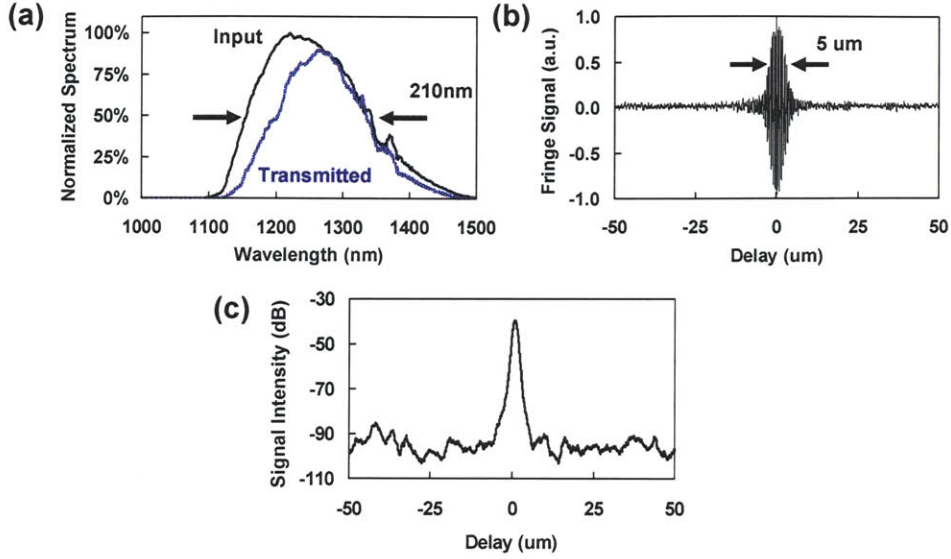 (a)
Normalized Spectrum
100%
75%
50%
25%
0%
Input
210nm
Transmitted
1000 1100 1200 1300 1400 1500
Wavelength (nm)
(b)
Fringe Signal (a.u.)
1.0
0.5
0.0
-0.5
-1.0
5 um
-50 -25 0 25 50
Delay (um)
(c)
Signal Intensity (dB)
-30
-50
-70
-90
-110
-50 -25 0 25 50
Delay (um)